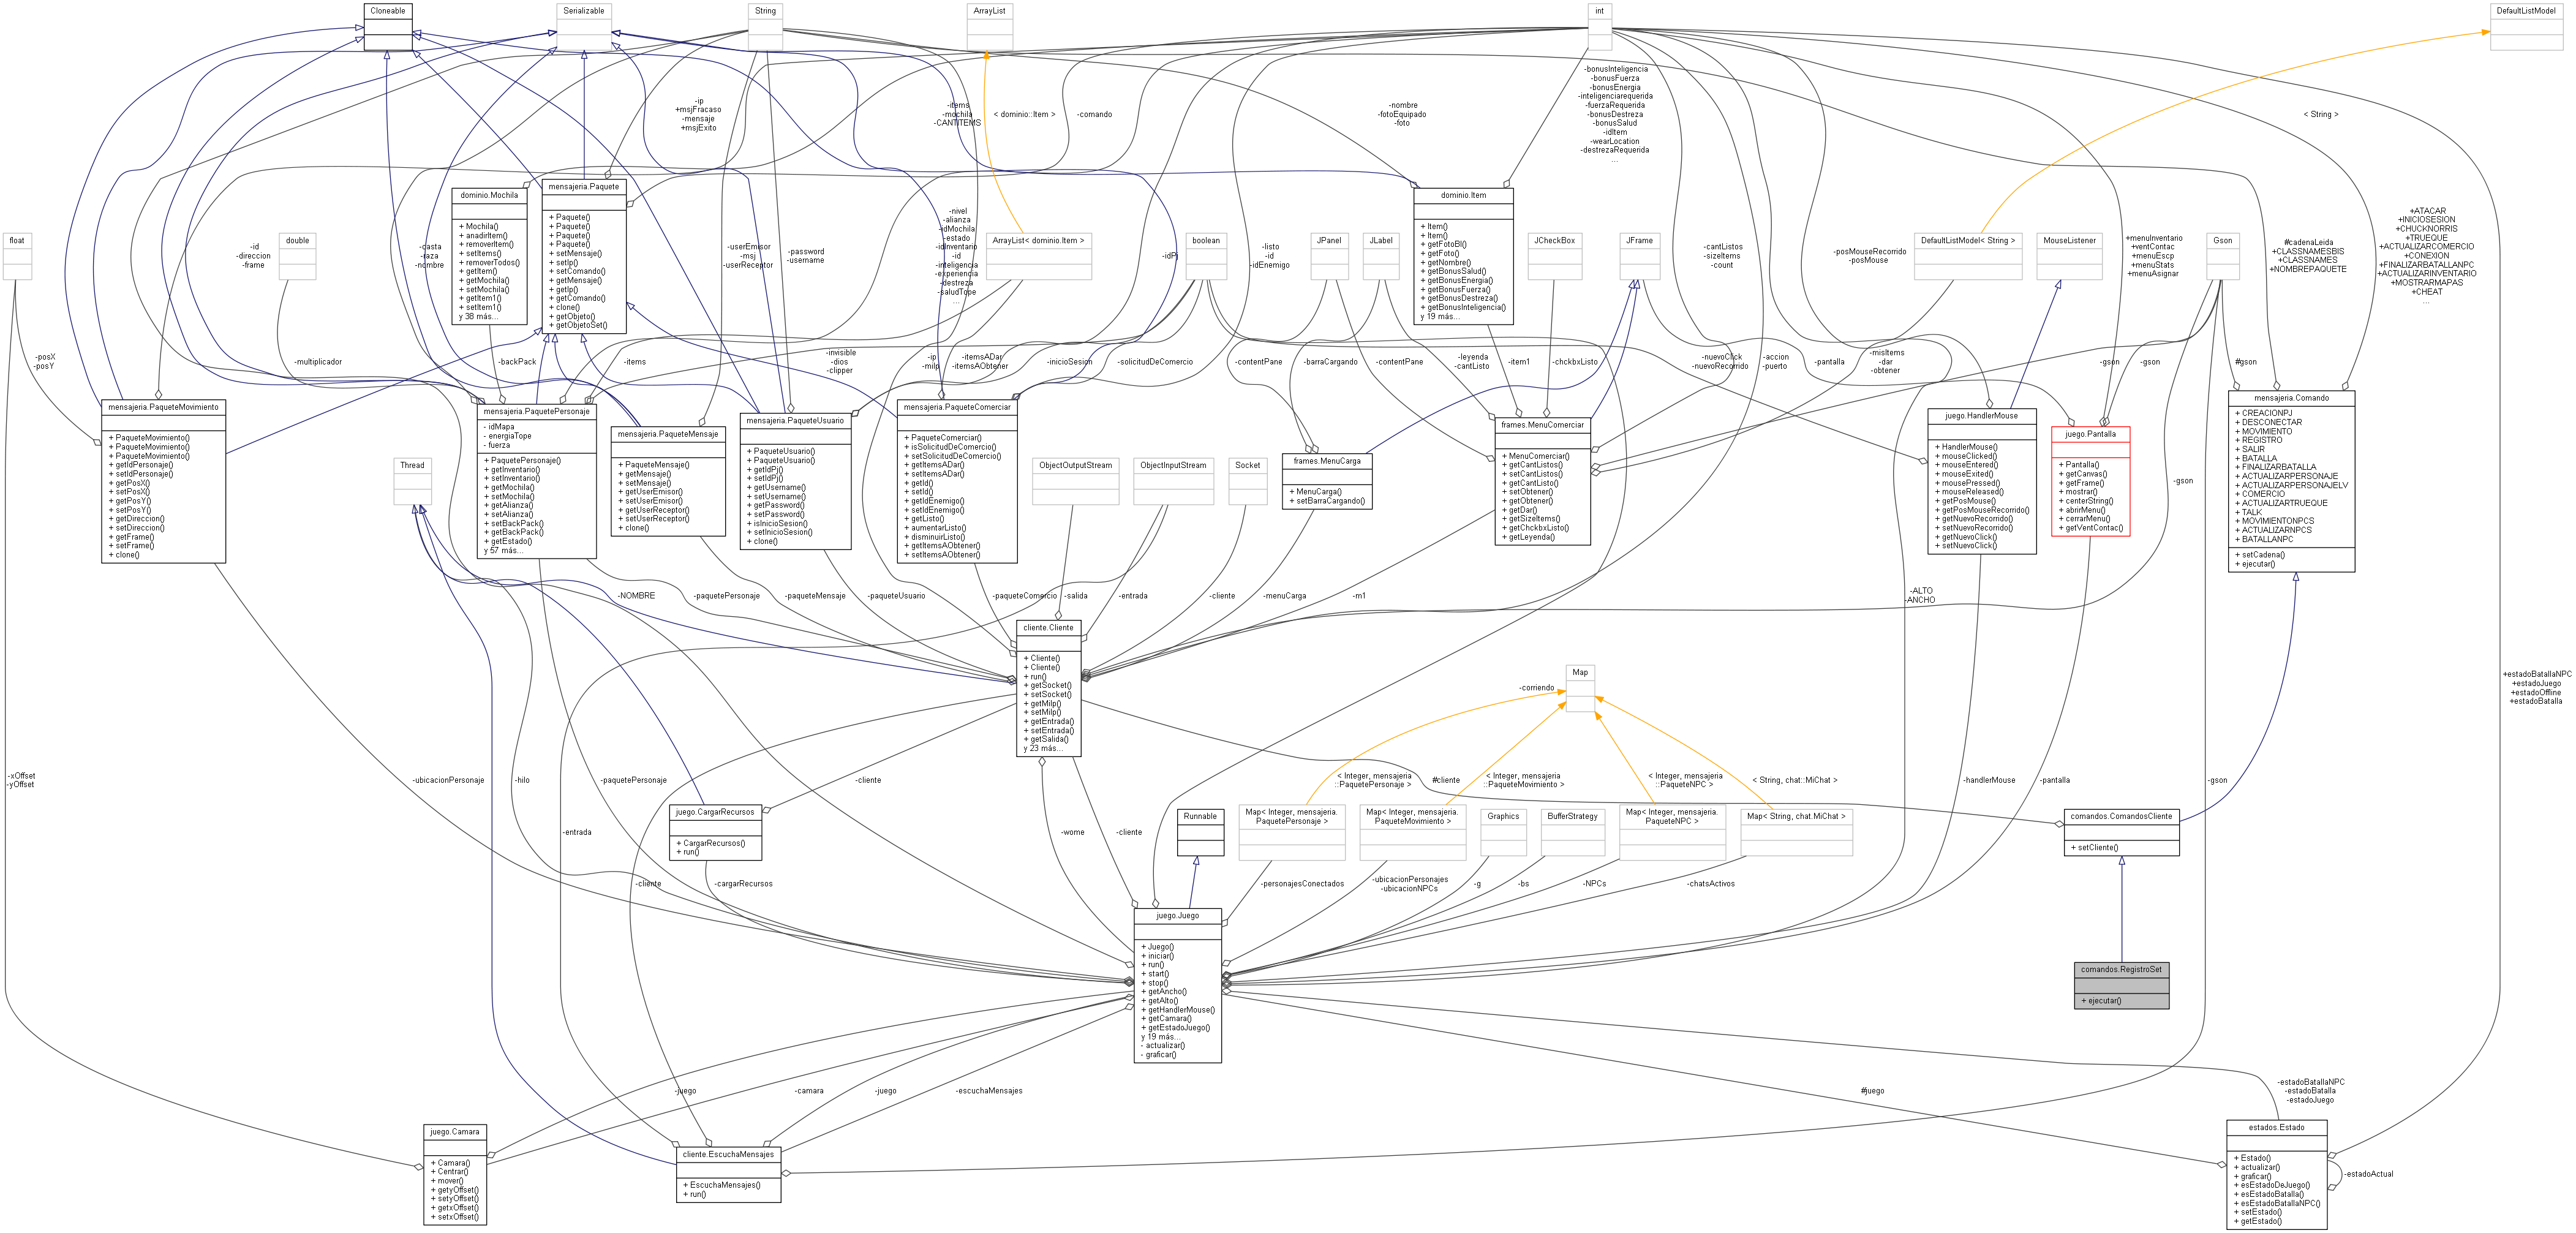 Cloneable
Serializable
String
ArrayList
int
DefaultListModel
-ip
+msjFracaso
-mensaje
+msjExito
-items
-mochila
-CANTITEMS
< dominio::Item >
-comando
-nombre
-fotoEquipado
-foto
-bonusInteligencia
-bonusFuerza
-bonusEnergia
-inteligenciarequerida
-fuerzaRequerida
-bonusDestreza
-bonusSalud
-idItem
-wearLocation
-destrezaRequerida
...
< String >
dominio.Mochila
+ Mochila()
+ anadirItem()
+ removerItem()
+ setItems()
+ removerTodos()
+ getItem()
+ getMochila()
+ setMochila()
+ getItem1()
+ setItem1()
y 38 más...
mensajeria.Paquete
+ Paquete()
+ Paquete()
+ Paquete()
+ Paquete()
+ setMensaje()
+ setIp()
+ setComando()
+ getMensaje()
+ getIp()
+ getComando()
+ clone()
+ getObjeto()
+ getObjetoSet()
dominio.Item
+ Item()
+ Item()
+ getFotoBI()
+ getFoto()
+ getNombre()
+ getBonusSalud()
+ getBonusEnergia()
+ getBonusFuerza()
+ getBonusDestreza()
+ getBonusInteligencia()
y 19 más...
float
-id
-direccion
-frame
double
-casta
-raza
-nombre
-userEmisor
-msj
-userReceptor
-password
-username
-nivel
-alianza
-idMochila
-estado
-idInventario
-id
-inteligencia
-experiencia
-destreza
-saludTope
...
ArrayList< dominio.Item >
-idPj
boolean
-listo
-id
-idEnemigo
JPanel
JLabel
JCheckBox
JFrame
-cantListos
-sizeItems
-count
-posMouseRecorrido
-posMouse
DefaultListModel< String >
MouseListener
+menuInventario
+ventContac
+menuEscp
+menuStats
+menuAsignar
Gson
#cadenaLeida
+CLASSNAMESBIS
+CLASSNAMES
+NOMBREPAQUETE
+ATACAR
+INICIOSESION
+CHUCKNORRIS
+TRUEQUE
+ACTUALIZARCOMERCIO
+CONEXION
+FINALIZARBATALLANPC
+ACTUALIZARINVENTARIO
+MOSTRARMAPAS
+CHEAT
...
-posX
-posY
-multiplicador
-backPack
-items
-invisible
-dios
-clipper
-ip
-milp
-itemsADar
-itemsAObtener
-inicioSesion
-solicitudDeComercio
-contentPane
-barraCargando
-contentPane
-leyenda
-cantListo
-item1
-chckbxListo
-nuevoClick
-nuevoRecorrido
-accion
-puerto
-misItems
-dar
-obtener
-pantalla
-gson
-gson
#gson
-gson
mensajeria.PaqueteMovimiento
+ PaqueteMovimiento()
+ PaqueteMovimiento()
+ PaqueteMovimiento()
+ getIdPersonaje()
+ setIdPersonaje()
+ getPosX()
+ setPosX()
+ getPosY()
+ setPosY()
+ getDireccion()
+ setDireccion()
+ getFrame()
+ setFrame()
+ clone()
mensajeria.PaquetePersonaje
- idMapa
- energiaTope
- fuerza
+ PaquetePersonaje()
+ getInventario()
+ setInventario()
+ getMochila()
+ setMochila()
+ getAlianza()
+ setAlianza()
+ setBackPack()
+ getBackPack()
+ getEstado()
y 57 más...
mensajeria.PaqueteMensaje
+ PaqueteMensaje()
+ getMensaje()
+ setMensaje()
+ getUserEmisor()
+ setUserEmisor()
+ getUserReceptor()
+ setUserReceptor()
+ clone()
mensajeria.PaqueteUsuario
+ PaqueteUsuario()
+ PaqueteUsuario()
+ getIdPj()
+ setIdPj()
+ getUsername()
+ setUsername()
+ getPassword()
+ setPassword()
+ isInicioSesion()
+ setInicioSesion()
+ clone()
mensajeria.PaqueteComerciar
+ PaqueteComerciar()
+ isSolicitudDeComercio()
+ setSolicitudDeComercio()
+ getItemsADar()
+ setItemsADar()
+ getId()
+ setId()
+ getIdEnemigo()
+ setIdEnemigo()
+ getListo()
+ aumentarListo()
+ disminuirListo()
+ getItemsAObtener()
+ setItemsAObtener()
frames.MenuCarga
+ MenuCarga()
+ setBarraCargando()
frames.MenuComerciar
+ MenuComerciar()
+ getCantListos()
+ setCantListos()
+ getCantListo()
+ setObtener()
+ getObtener()
+ getDar()
+ getSizeItems()
+ getChckbxListo()
+ getLeyenda()
juego.HandlerMouse
+ HandlerMouse()
+ mouseClicked()
+ mouseEntered()
+ mouseExited()
+ mousePressed()
+ mouseReleased()
+ getPosMouse()
+ getPosMouseRecorrido()
+ getNuevoRecorrido()
+ setNuevoRecorrido()
+ getNuevoClick()
+ setNuevoClick()
juego.Pantalla
+ Pantalla()
+ getCanvas()
+ getFrame()
+ mostrar()
+ centerString()
+ abrirMenu()
+ cerrarMenu()
+ getVentContac()
mensajeria.Comando
+ CREACIONPJ
+ DESCONECTAR
+ MOVIMIENTO
+ REGISTRO
+ SALIR
+ BATALLA
+ FINALIZARBATALLA
+ ACTUALIZARPERSONAJE
+ ACTUALIZARPERSONAJELV
+ COMERCIO
+ ACTUALIZARTRUEQUE
+ TALK
+ MOVIMIENTONPCS
+ ACTUALIZARNPCS
+ BATALLANPC
+ setCadena()
+ ejecutar()
Thread
ObjectOutputStream
ObjectInputStream
Socket
-NOMBRE
-paquetePersonaje
-paqueteMensaje
-paqueteUsuario
-paqueteComercio
-salida
-entrada
-cliente
-menuCarga
-m1
-ALTO
-ANCHO
cliente.Cliente
+ Cliente()
+ Cliente()
+ run()
+ getSocket()
+ setSocket()
+ getMilp()
+ setMilp()
+ getEntrada()
+ setEntrada()
+ getSalida()
y 23 más...
Map
-corriendo
+estadoBatallaNPC
+estadoJuego
+estadoOffline
+estadoBatalla
-xOffset
-yOffset
-ubicacionPersonaje
-hilo
-paquetePersonaje
-cliente
#cliente
< Integer, mensajeria
::PaquetePersonaje >
< Integer, mensajeria
::PaqueteMovimiento >
< Integer, mensajeria
::PaqueteNPC >
< String, chat::MiChat >
-handlerMouse
-pantalla
-gson
juego.CargarRecursos
+ CargarRecursos()
+ run()
-entrada
-wome
-cliente
Runnable
Map< Integer, mensajeria.
PaquetePersonaje >
Map< Integer, mensajeria.
PaqueteMovimiento >
Graphics
BufferStrategy
Map< Integer, mensajeria.
PaqueteNPC >
Map< String, chat.MiChat >
comandos.ComandosCliente
+ setCliente()
-cliente
-cargarRecursos
-personajesConectados
-ubicacionPersonajes
-ubicacionNPCs
-g
-bs
-NPCs
-chatsActivos
juego.Juego
+ Juego()
+ iniciar()
+ run()
+ start()
+ stop()
+ getAncho()
+ getAlto()
+ getHandlerMouse()
+ getCamara()
+ getEstadoJuego()
y 19 más...
- actualizar()
- graficar()
comandos.RegistroSet
+ ejecutar()
-juego
-camara
-juego
-escuchaMensajes
#juego
-estadoBatallaNPC
-estadoBatalla
-estadoJuego
juego.Camara
+ Camara()
+ Centrar()
+ mover()
+ getyOffset()
+ setyOffset()
+ getxOffset()
+ setxOffset()
cliente.EscuchaMensajes
+ EscuchaMensajes()
+ run()
estados.Estado
+ Estado()
+ actualizar()
+ graficar()
+ esEstadoDeJuego()
+ esEstadoBatalla()
+ esEstadoBatallaNPC()
+ setEstado()
+ getEstado()
-estadoActual